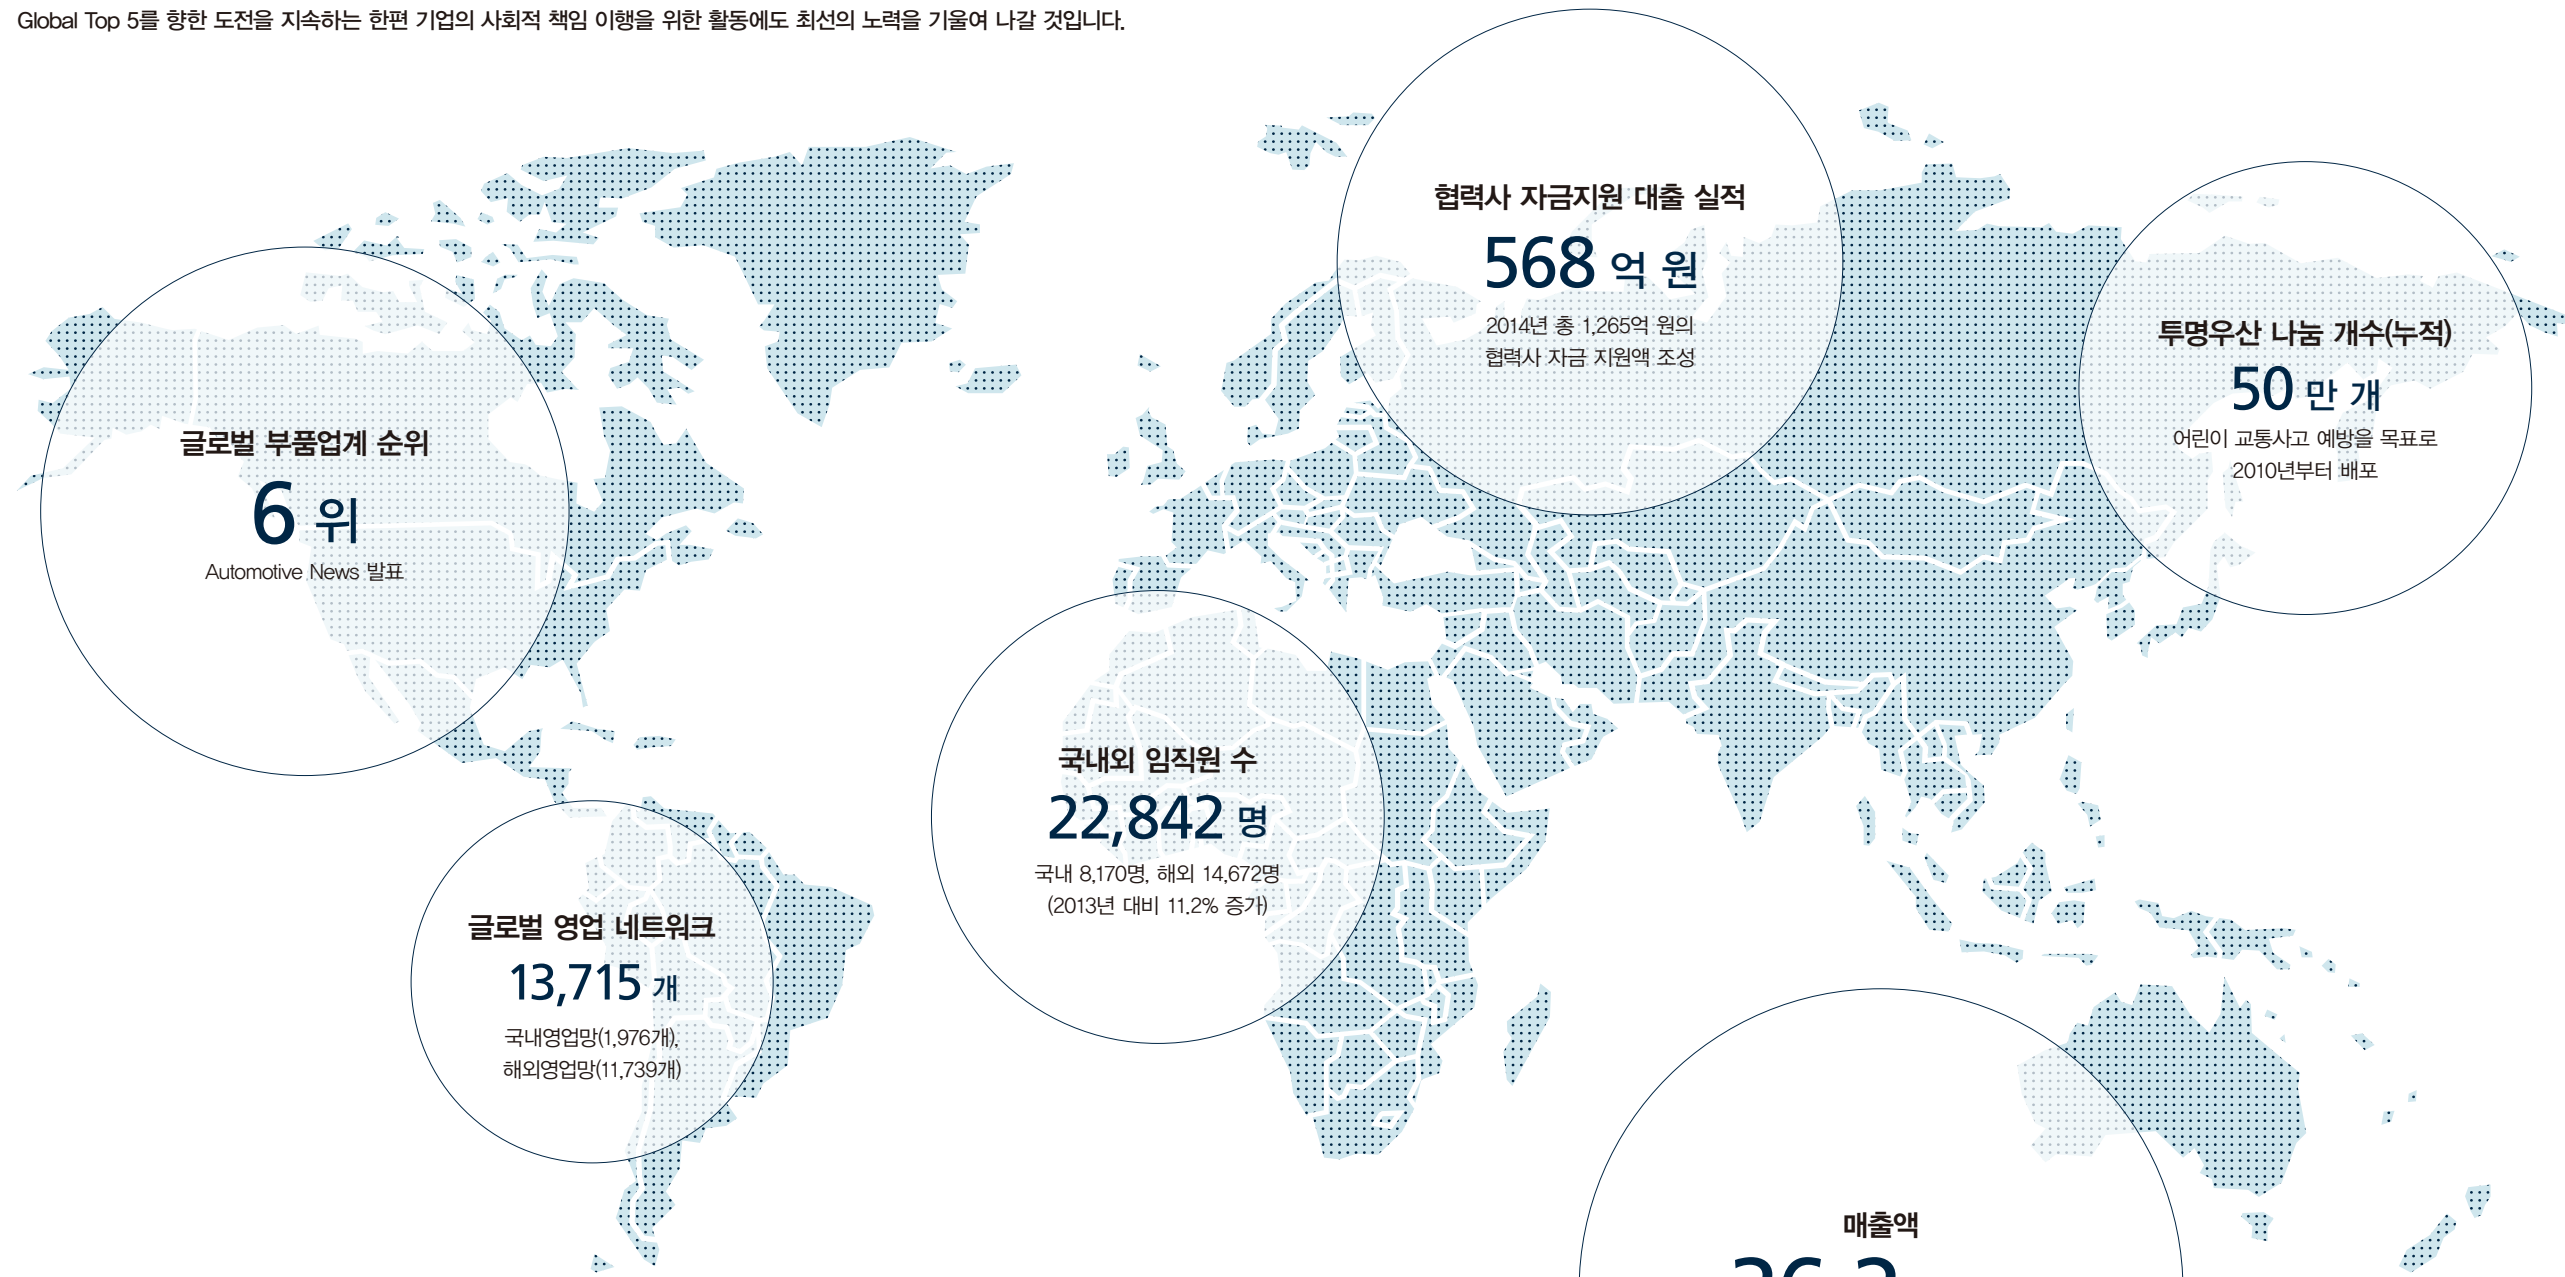 Global Top 5를 향한 도전을 지속하는 한편 기업의 사회적 책임 이행을 위한 활동에도 최선의 노력을 기울여 나갈 것입니다.
협력사 자금지원 대출 실적
568 억 원
2014년 총 1,265억 원의
협력사 자금 지원액 조성
투명우산 나눔 개수(누적)
50 만 개
어린이 교통사고 예방을 목표로
2010년부터 배포
글로벌 부품업계 순위
6 위
Automotive News 발표
국내외 임직원 수
22,842 명
국내 8,170명, 해외 14,672명
(2013년 대비 11.2% 증가)
글로벌 영업 네트워크
13,715 개
국내영업망(1,976개),
해외영업망(11,739개)
매출액